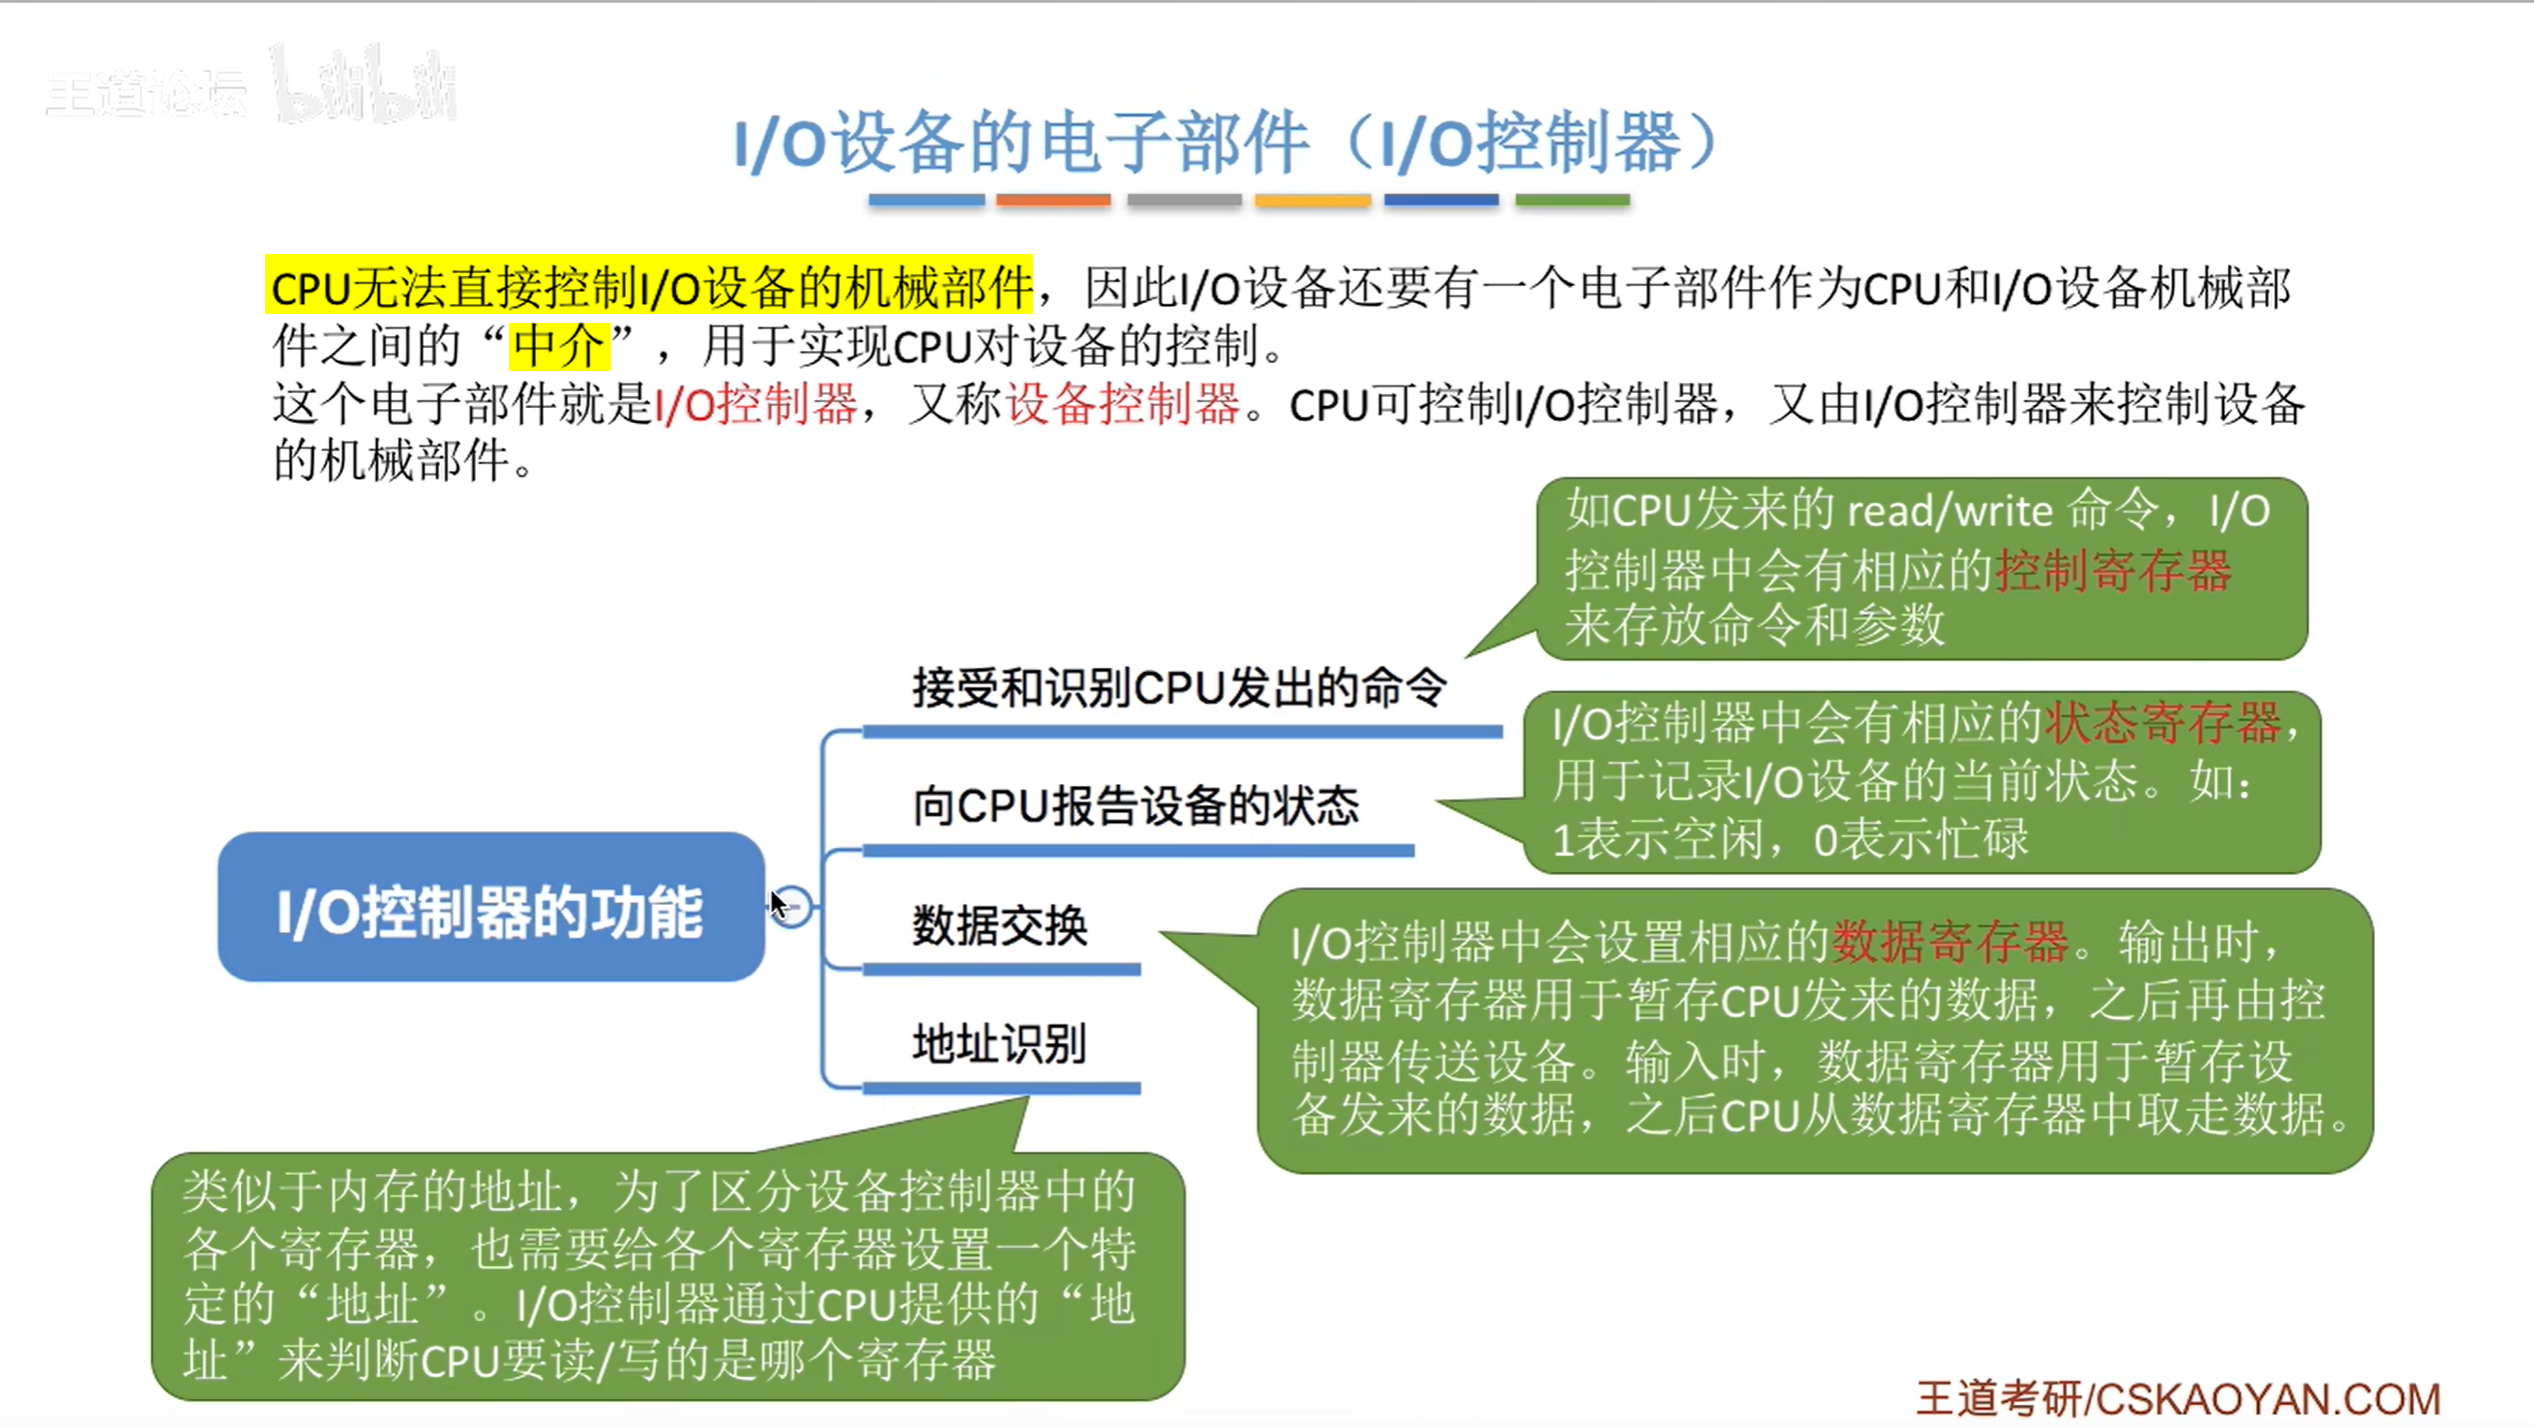 王道论坛 bilibili
I/O设备的电子部件（I/O控制器）
CPU无法直接控制I/O设备的机械部件，因此I/O设备还要有一个电子部件作为CPU和I/O设备机械部
件之间的“中介”，用于实现CPU对设备的控制。
这个电子部件就是I/O控制器，又称设备控制器。CPU可控制I/O控制器，又由I/O控制器来控制设备
的机械部件。
如CPU发来的 read/write 命令，I/O
控制器中会有相应的控制寄存器
来存放命令和参数
接受和识别CPU发出的命令
I/O控制器中会有相应的状态寄存器，
用于记录I/O设备的当前状态。如：
1表示空闲，0表示忙碌
向CPU报告设备的状态
I/O控制器的功能
数据交换
I/O控制器中会设置相应的数据寄存器。输出时，
数据寄存器用于暂存CPU发来的数据，之后再由控
制器传送设备。输入时，数据寄存器用于暂存设
备发来的数据，之后CPU从数据寄存器中取走数据。
地址识别
类似于内存的地址，为了区分设备控制器中的
各个寄存器，也需要给各个寄存器设置一个特
定的“地址”。I/O控制器通过CPU提供的“地
址”来判断CPU要读/写的是哪个寄存器
王道考研/CSKAOYAN.COM